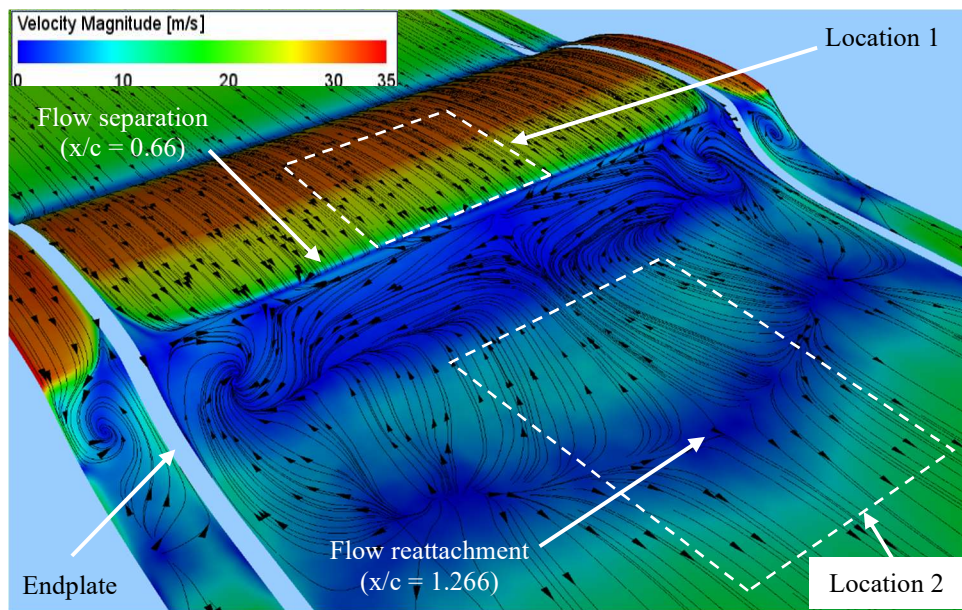 Velocity Magnitude [m/s]
0 10 20 30 35
Location 1
Flow separation
(x/c = 0.66)
Endplate
Flow reattachment
(x/c = 1.266)
Location 2